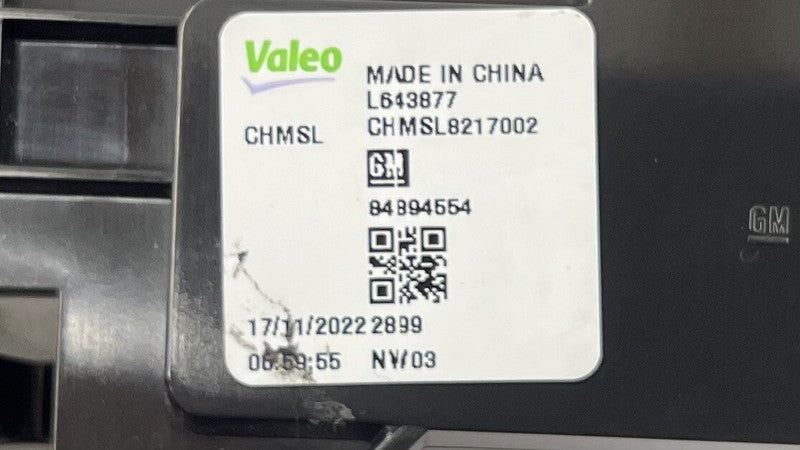 Valeo
MADE IN CHINA
L643877
CHMSL
CHMSL8217002
GM
84894554
17/11/2022 2899
06:59:55 NV/03
GM